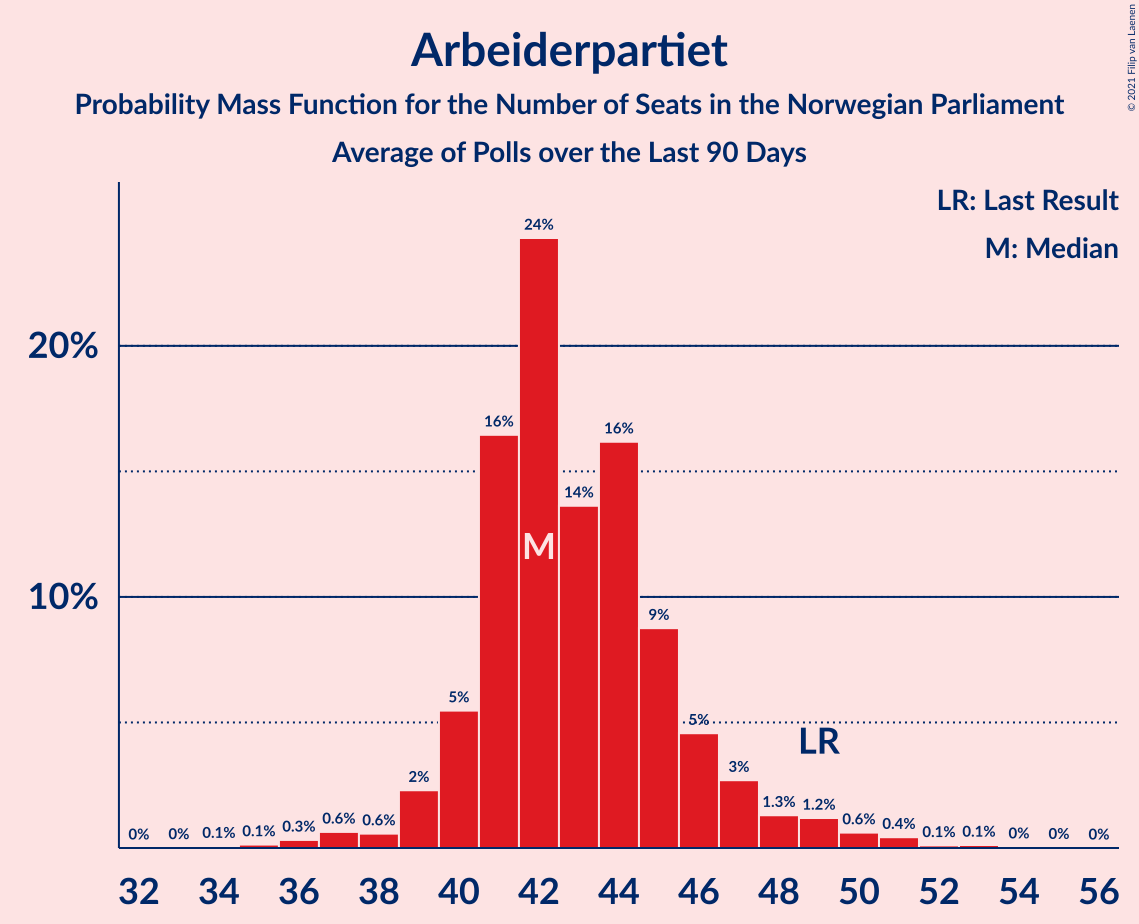 Arbeiderpartiet
Probability Mass Function for the Number of Seats in the Norwegian Parliament
Average of Polls over the Last 90 Days
© 2021 Filip van Laenen
LR: Last Result
M: Median
20%
10%
0% 0% 0.1% 0.1% 0.3% 0.6% 0.6% 2% 5% 16% 24% 14% 16% 9% 5% 3% 1.3% 1.2% 0.6% 0.4% 0.1% 0.1% 0% 0% 0%
M
LR
32 34 36 38 40 42 44 46 48 50 52 54 56